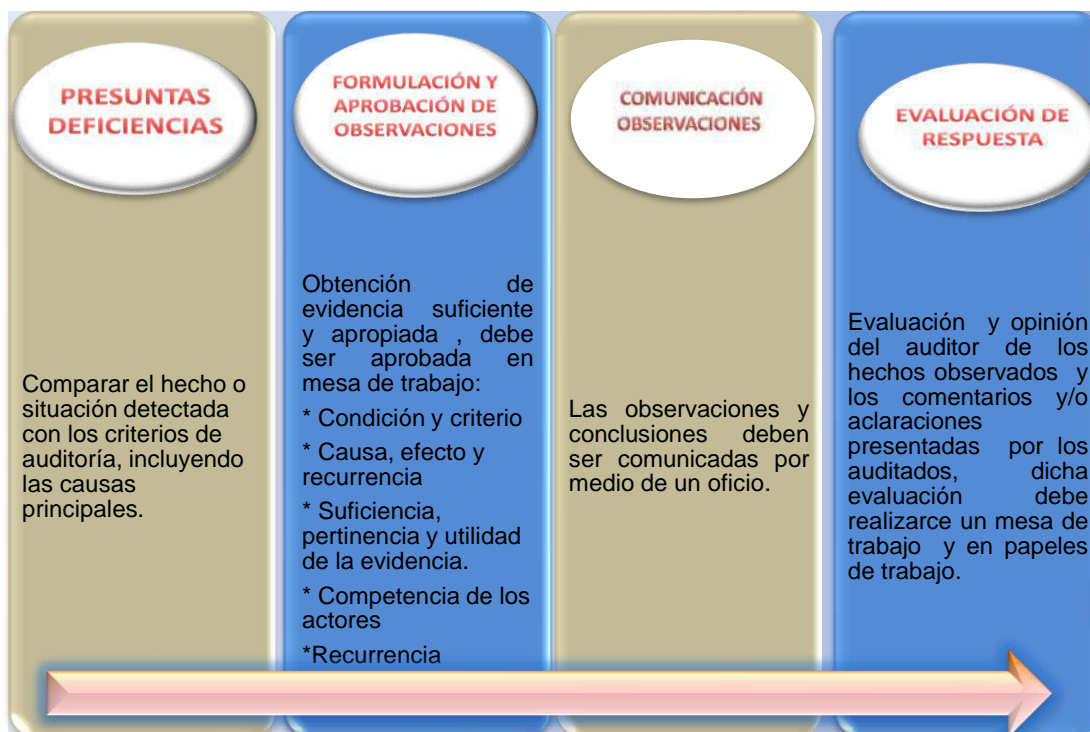 PRESUNTAS
DEFICIENCIAS
Comparar el hecho o
situación detectada
con los criterios de
auditoría, incluyendo
las causas
principales.
FORMULACIÓN Y
APROBACIÓN DE
OBSERVACIONES
Obtención de
evidencia suficiente
y apropiada , debe
ser aprobada en
mesa de trabajo:
* Condición y criterio
* Causa, efecto y
recurrencia
* Suficiencia,
pertinencia y utilidad
de la evidencia.
* Competencia de los
actores
*Recurrencia
COMUNICACIÓN
OBSERVACIONES
Las observaciones y
conclusiones deben
ser comunicadas por
medio de un oficio.
EVALUACIÓN DE
RESPUESTA
Evaluación y opinión
del auditor de los
hechos observados y
los comentarios y/o
aclaraciones
presentadas por los
auditados, dicha
evaluación debe
realizarce un mesa de
trabajo y en papeles
de trabajo.